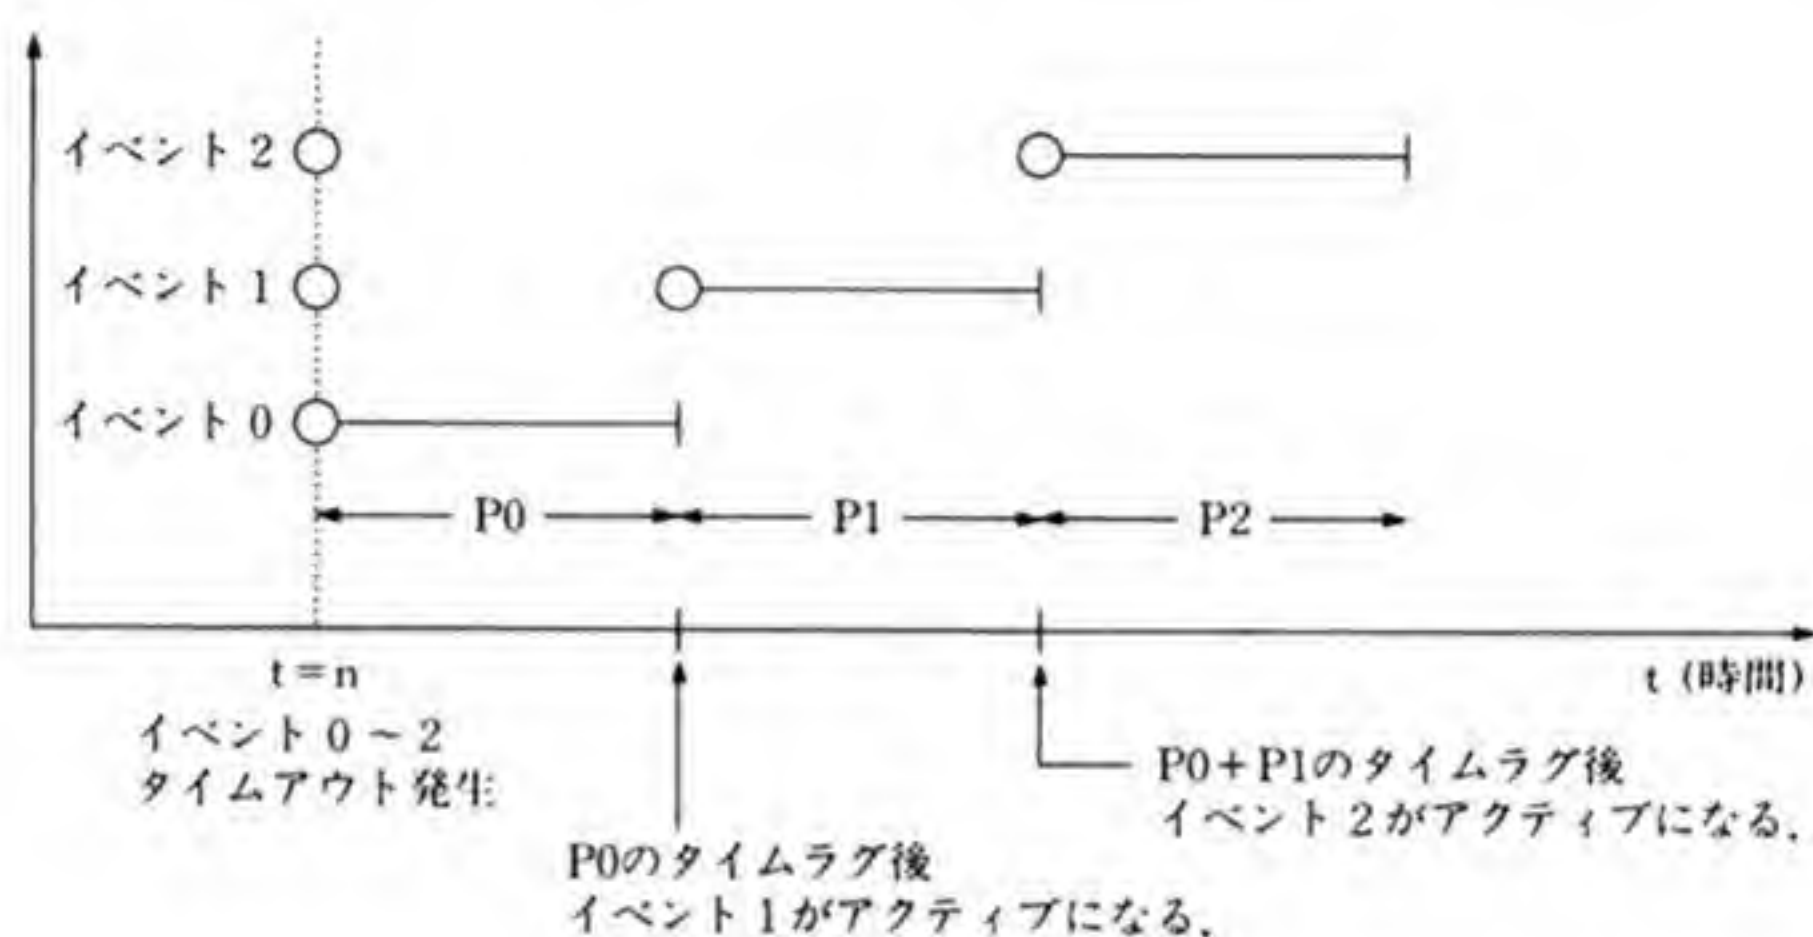 イベント 2
イベント 1
イベント 0
P0
P1
P2
t = n
t (時間)
イベント 0 ~ 2
タイムアウト発生
P0+P1のタイムラグ後
イベント 2がアクティブになる.
P0のタイムラグ後
イベント 1がアクティブになる.